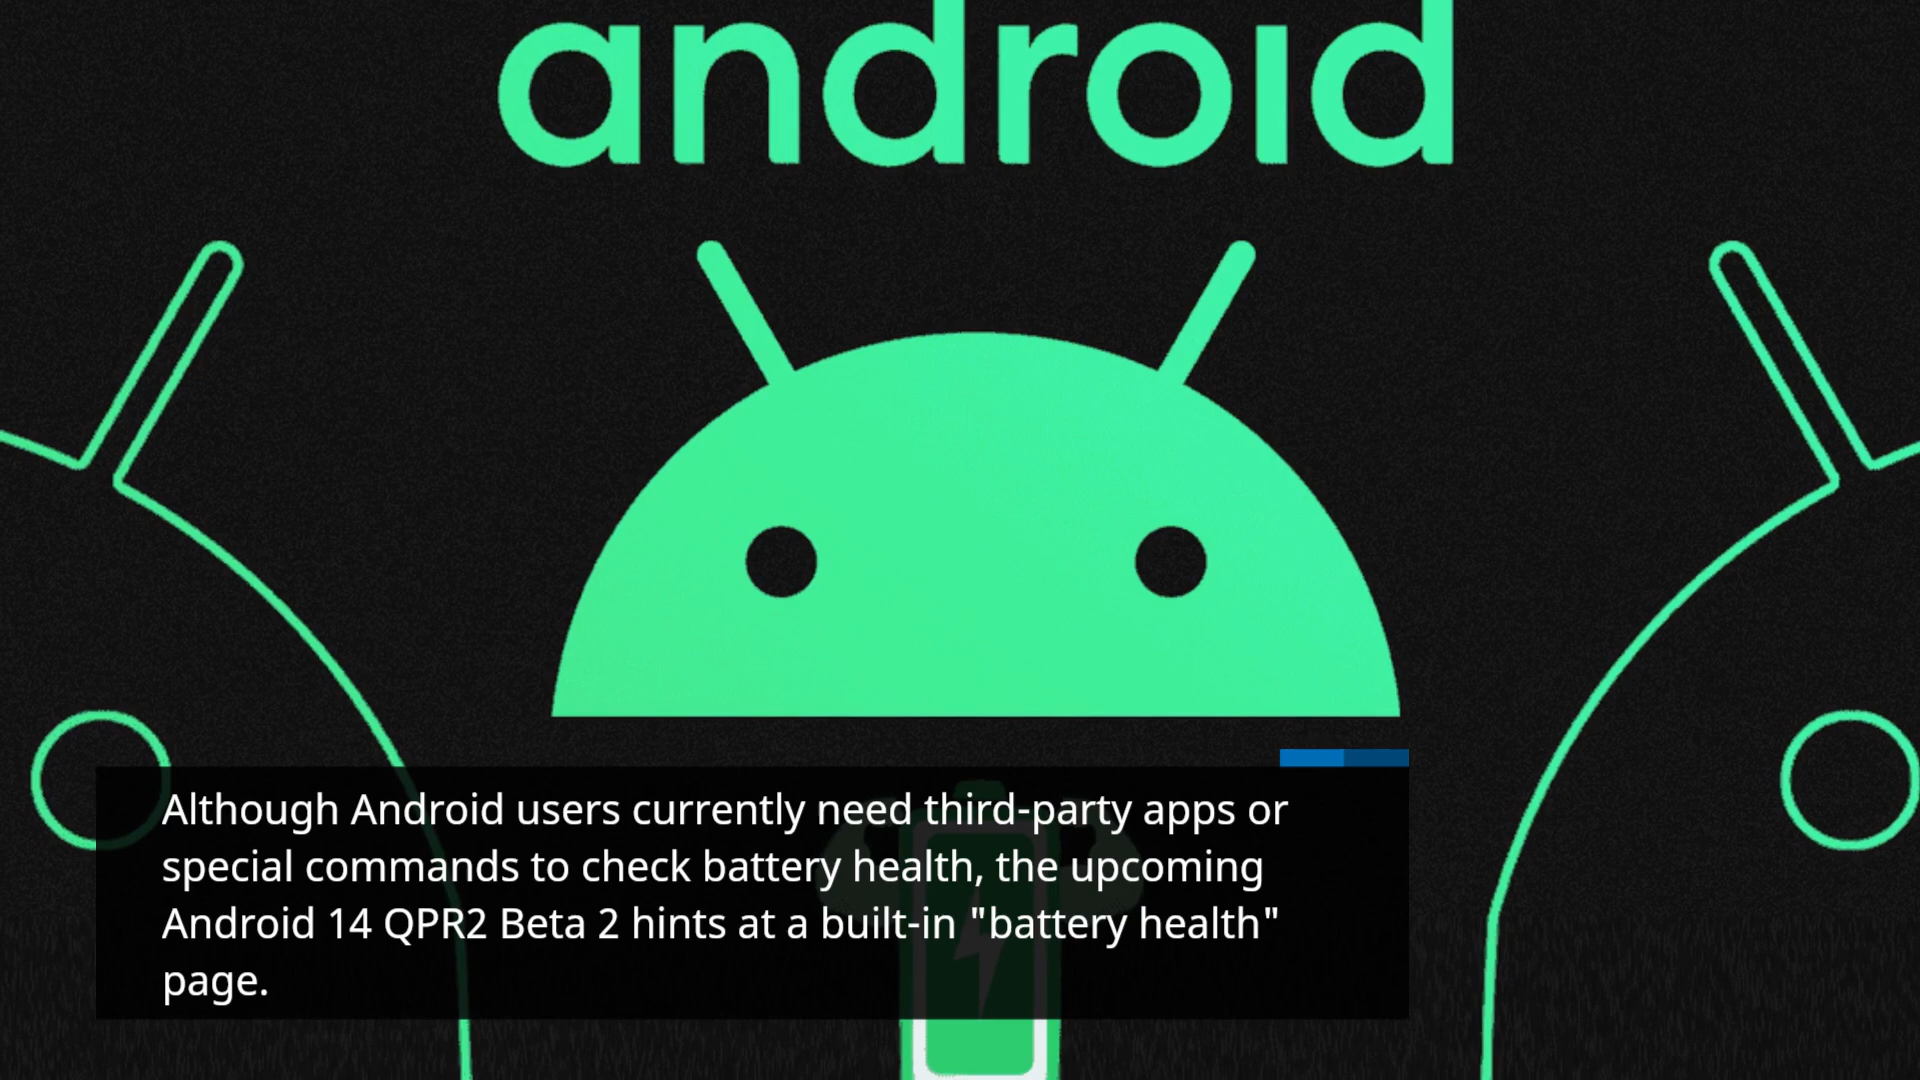 android
Although Android users currently need third-party apps or
special commands to check battery health, the upcoming
Android 14 QPR2 Beta 2 hints at a built-in "battery health"
page.